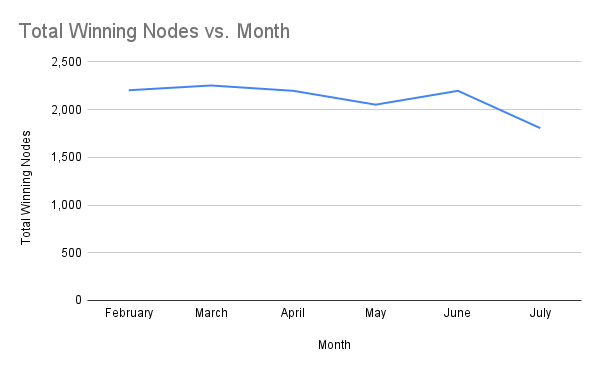 Total Winning Nodes vs. Month
Total Winning Nodes
2,500
2,000
1,500
1,000
500
0
February March April May June July
Month